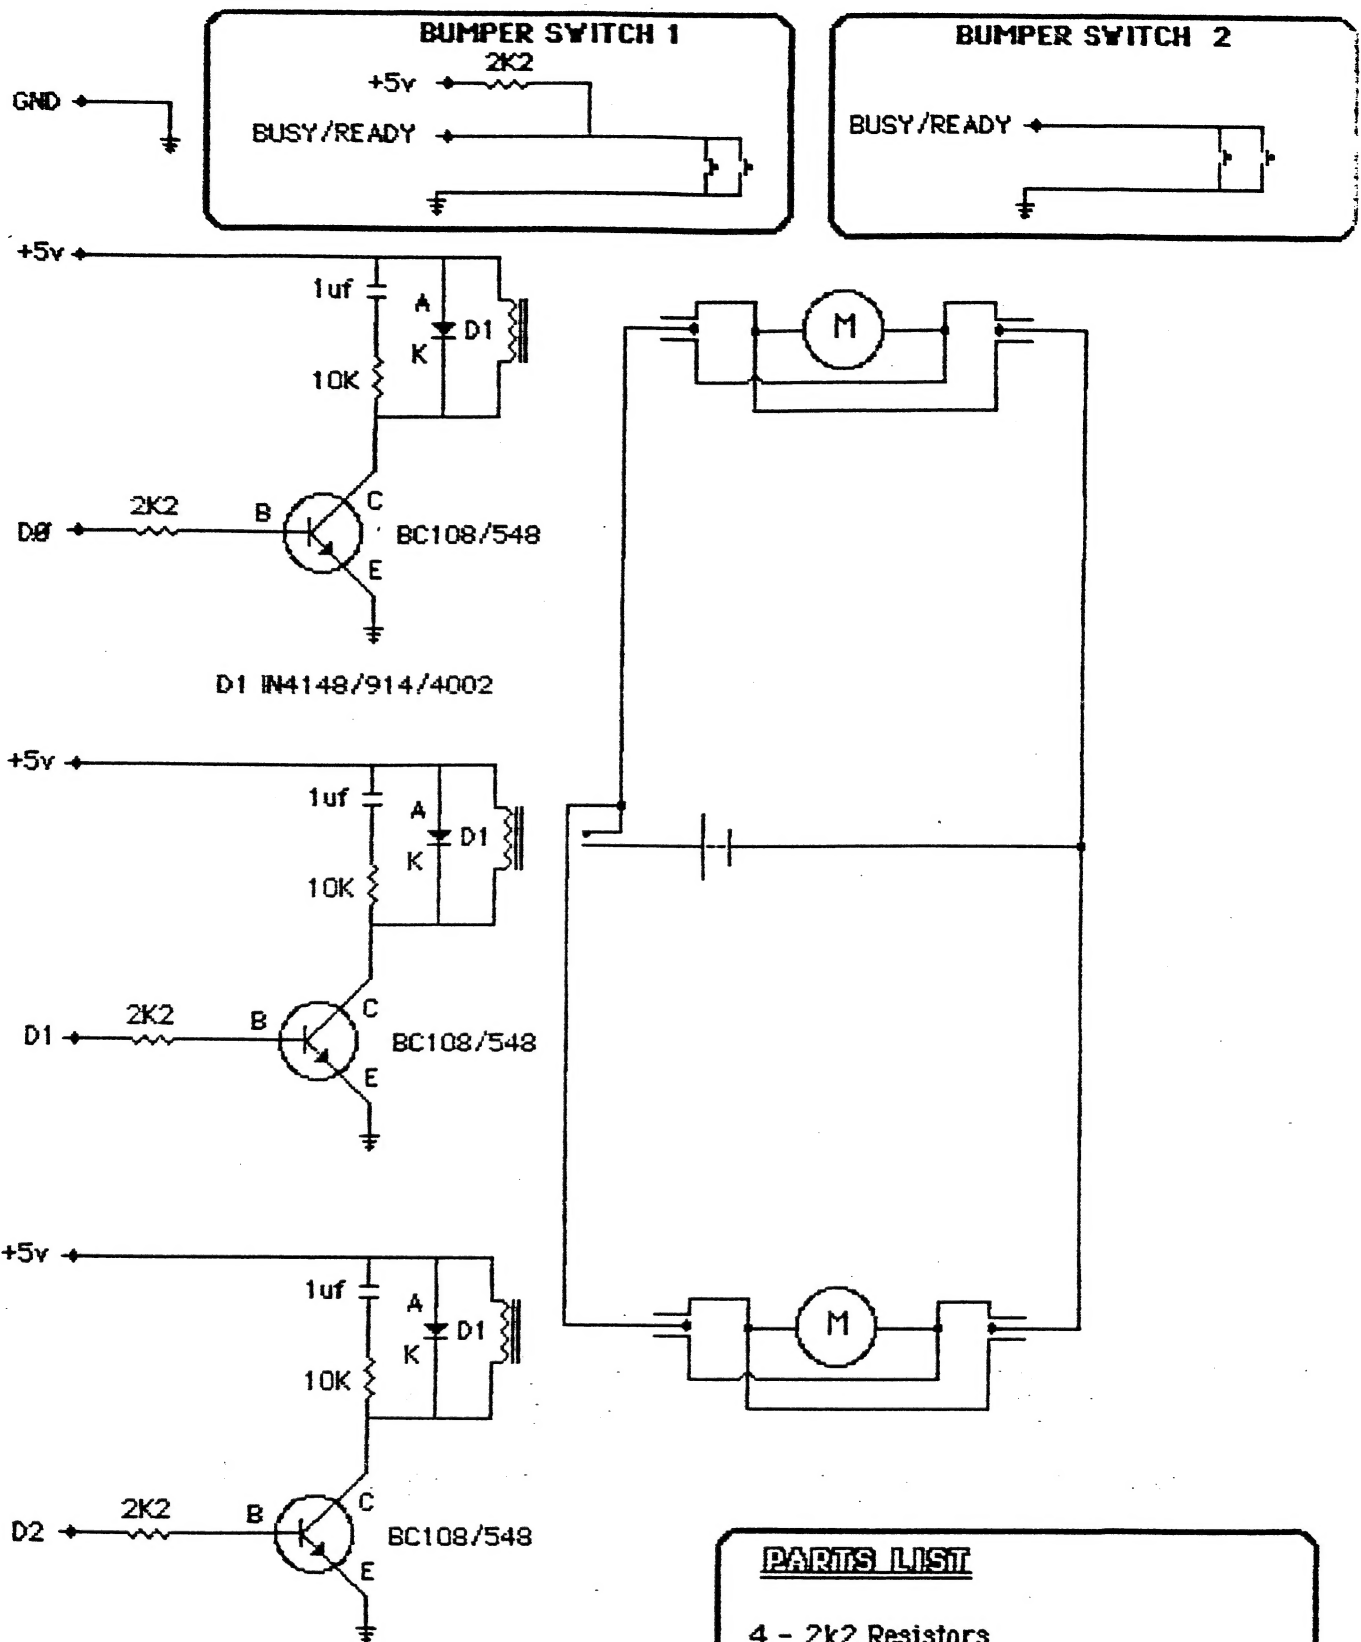 BUMPER SWITCH 1
2K2
+5v
BUSY/READY
BUMPER SWITCH 2
BUSY/READY
GND
+5v
1uf
A
D1
K
10K
M
2K2
B
C
D0
BC108/548
E
D1 IN4148/914/4002
+5v
1uf
A
D1
K
10K
2K2
B
C
D1
BC108/548
E
+5v
1uf
A
D1
K
10K
M
2K2
B
C
D2
BC108/548
E
PARTS LIST
4 - 2k2 Resistors